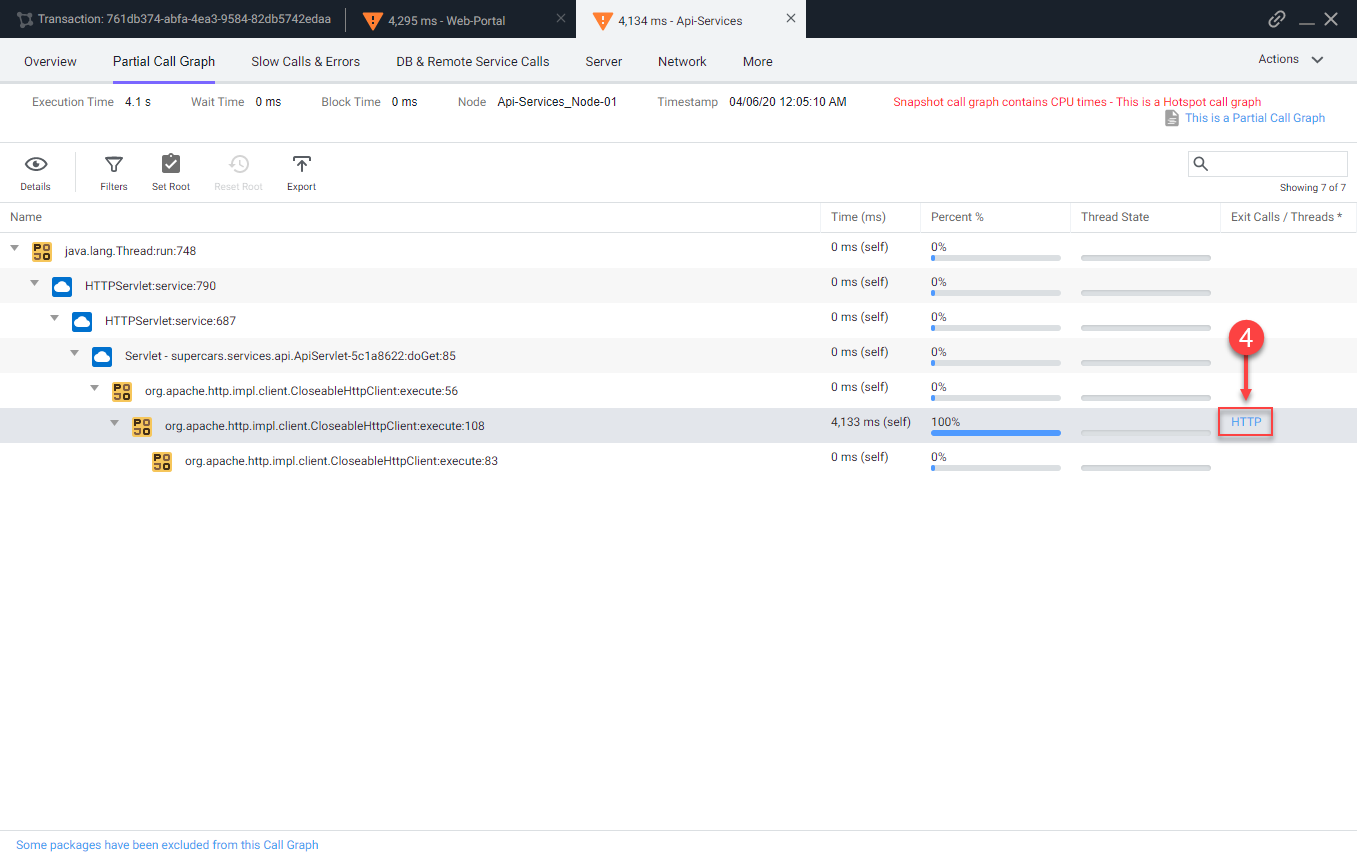 Transaction: 761db374-abfa-4ea3-9584-82db5742edaa 4,295 ms - Web-Portal 4,134 ms - Api-Services
Overview Partial Call Graph Slow Calls & Errors DB & Remote Service Calls Server Network More Actions
Execution Time 4.1 s Wait Time 0 ms Block Time 0 ms Node Api-Services_Node-01 Timestamp 04/06/20 12:05:10 AM Snapshot call graph contains CPU times - This is a Hotspot call graph
This is a Partial Call Graph
Details Filters Set Root Reset Root Export
Showing 7 of 7
Name Time (ms) Percent % Thread State Exit Calls / Threads *
POJO java.lang.Thread:run:748 0 ms (self) 0%
HTTPServlet:service:790 0 ms (self) 0%
HTTPServlet:service:687 0 ms (self) 0%
4
Servlet - supercars.services.api.ApiServlet-5c1a8622:doGet:85 0 ms (self) 0%
POJO org.apache.http.impl.client.CloseableHttpClient:execute:56 0 ms (self) 0%
POJO org.apache.http.impl.client.CloseableHttpClient:execute:108 4,133 ms (self) 100% HTTP
POJO org.apache.http.impl.client.CloseableHttpClient:execute:83 0 ms (self) 0%
Some packages have been excluded from this Call Graph